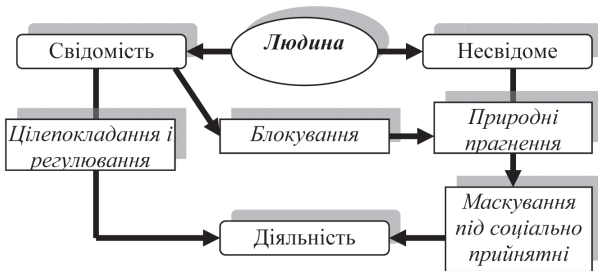 Свідомість
Людина
Несвідоме
Цілепокладання і
регулювання
Блокування
Природні
прагнення
Маскування
під соціально
прийнятні
Діяльність